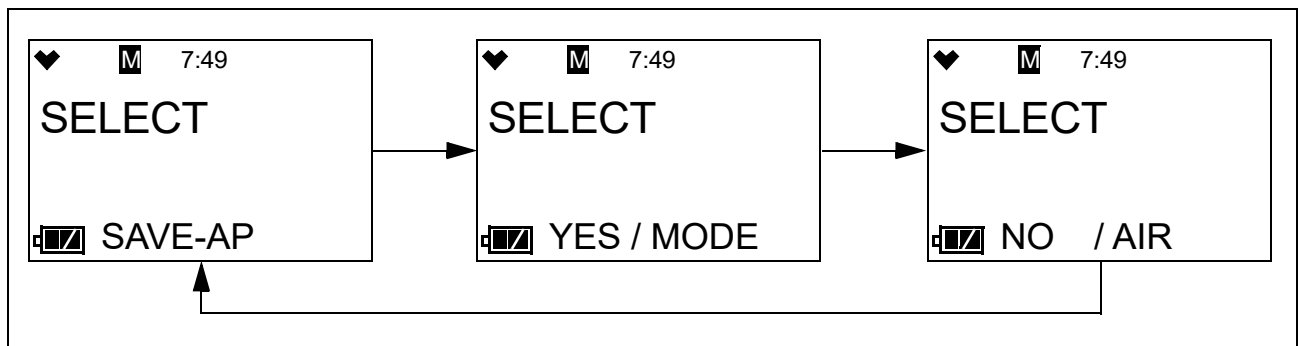 M 7:49
SELECT
SAVE-AP
M 7:49
SELECT
YES / MODE
M 7:49
SELECT
NO / AIR